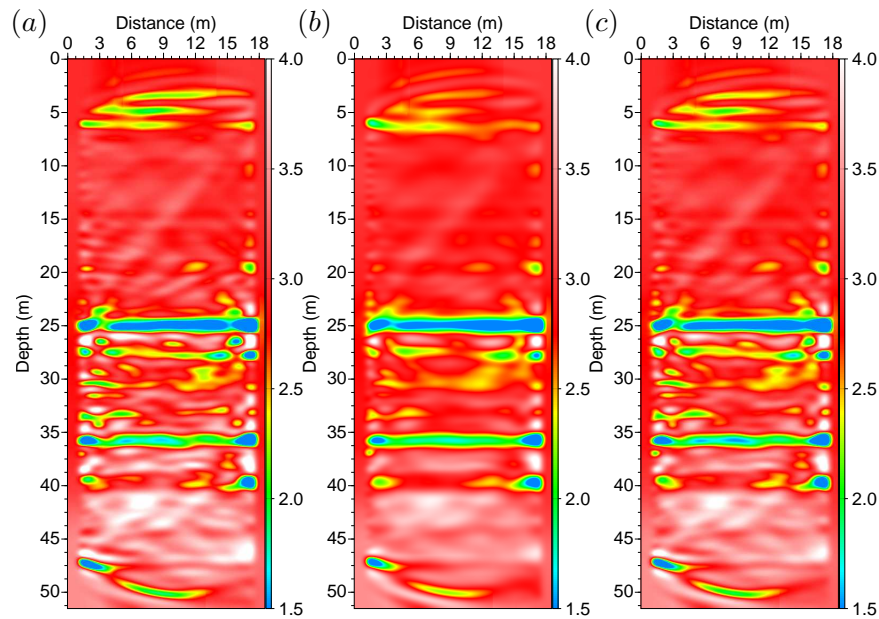 (a) Distance (m) (b) Distance (m) (c) Distance (m)
0 3 6 9 12 15 18 0 3 6 9 12 15 18 0 3 6 9 12 15 18
0 4.0 0 4.0 0 4.0
5 5 5
10 3.5 10 3.5 10 3.5
15 15 15
20 3.0 20 3.0 20 3.0
Depth (m) Depth (m) Depth (m)
25 25 25
30 2.5 30 2.5 30 2.5
35 35 35
40 2.0 40 2.0 40 2.0
45 45 45
50 1.5 50 1.5 50 1.5